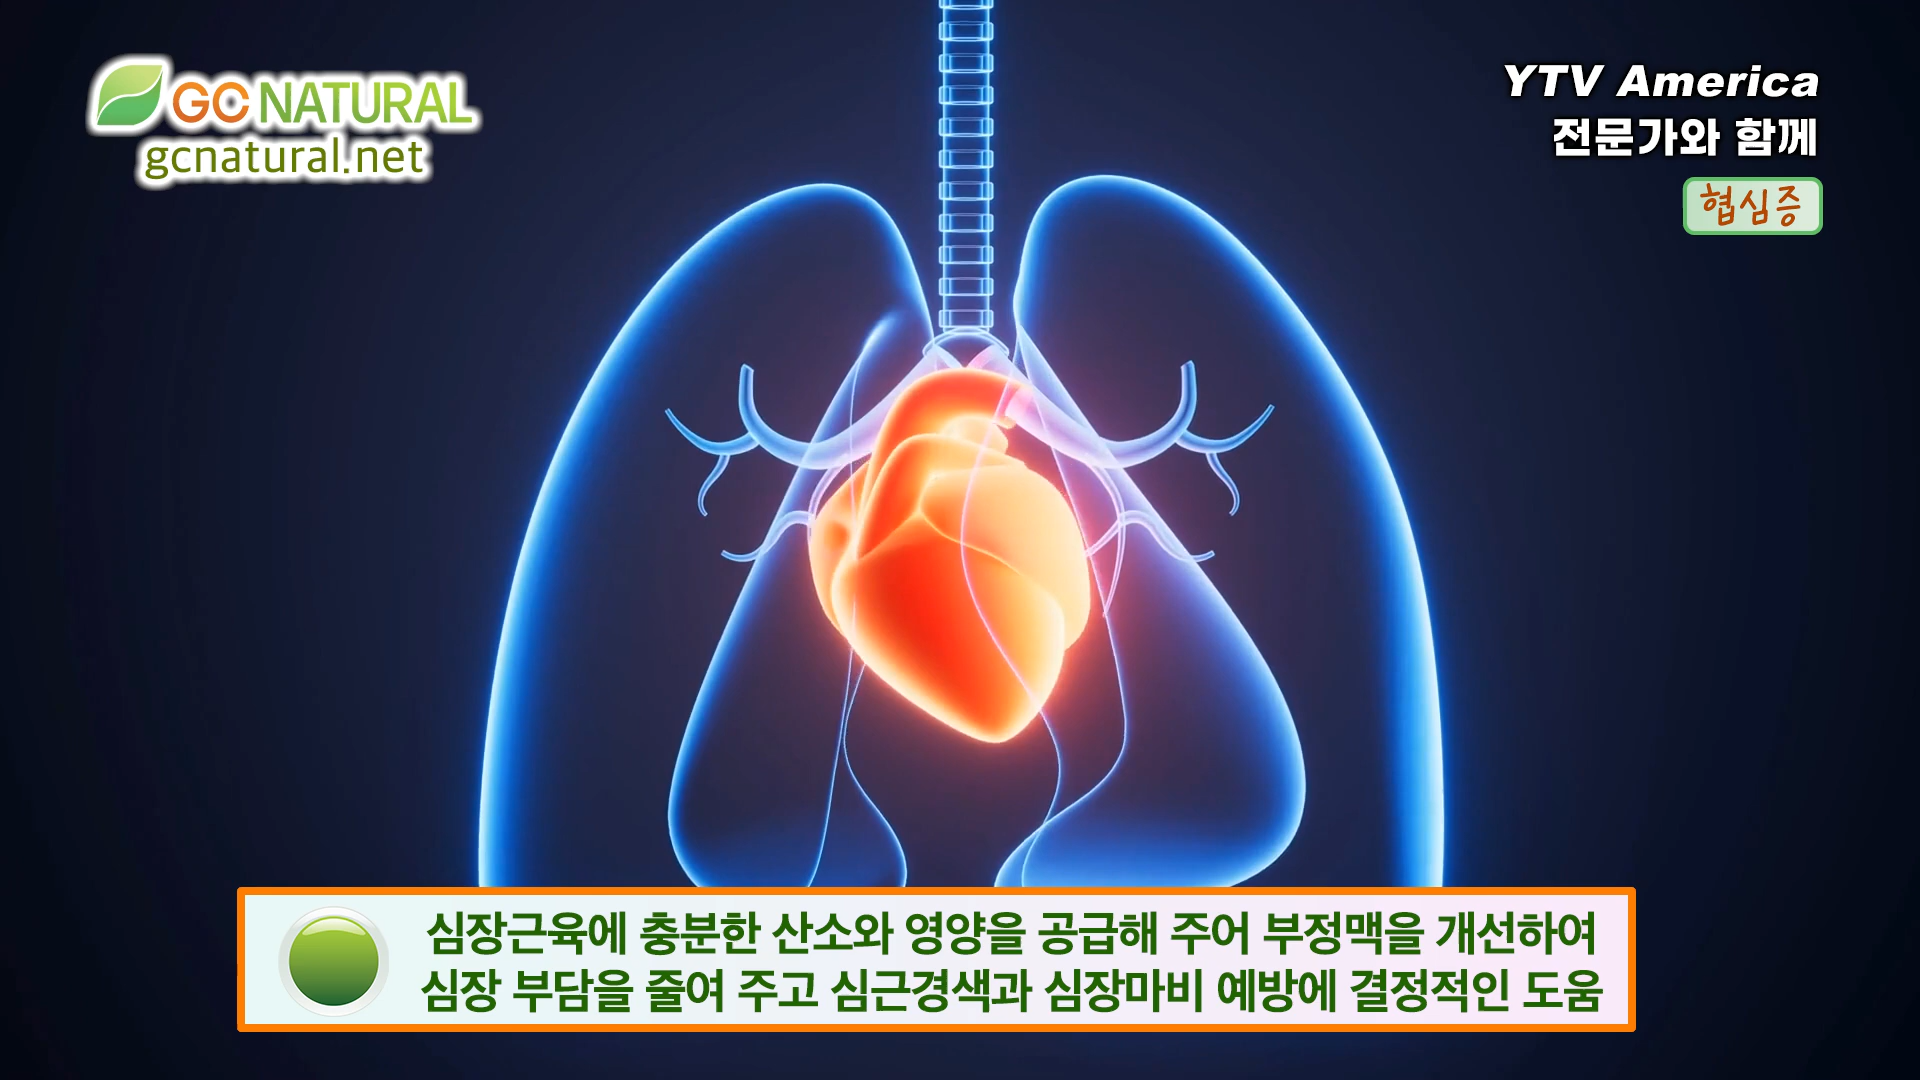 GC NATURAL
gcnatural.net
YTV America
전문가와 함께
협심증
심장근육에 충분한 산소와 영양을 공급해 주어 부정맥을 개선하여
심장 부담을 줄여 주고 심근경색과 심장마비 예방에 결정적인 도움